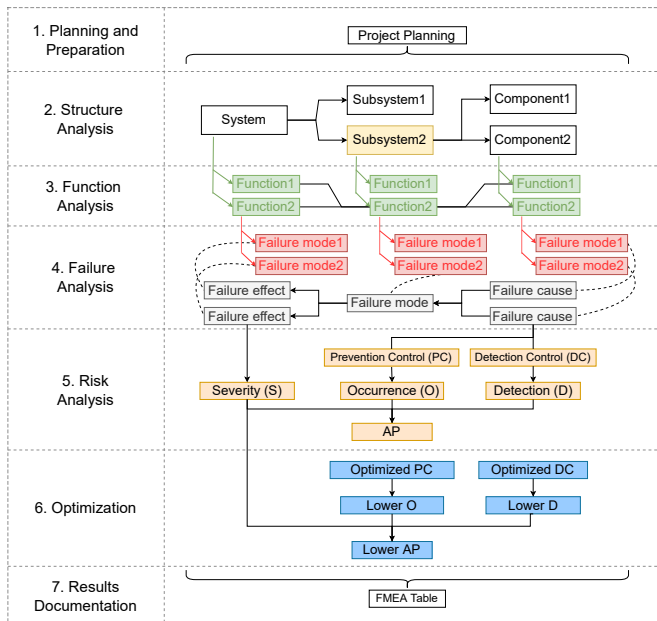 1. Planning and
Preparation
Project Planning
2. Structure
Analysis
System
Subsystem1
Component1
Subsystem2
Component2
3. Function
Analysis
Function1
Function1
Function1
Function2
Function2
Function2
4. Failure
Analysis
Failure mode1
Failure mode1
Failure mode1
Failure mode2
Failure mode2
Failure mode2
Failure effect
Failure mode
Failure cause
Failure effect
Failure cause
5. Risk
Analysis
Prevention Control (PC)
Detection Control (DC)
Severity (S)
Occurrence (O)
Detection (D)
AP
6. Optimization
Optimized PC
Optimized DC
Lower O
Lower D
Lower AP
7. Results
Documentation
FMEA Table